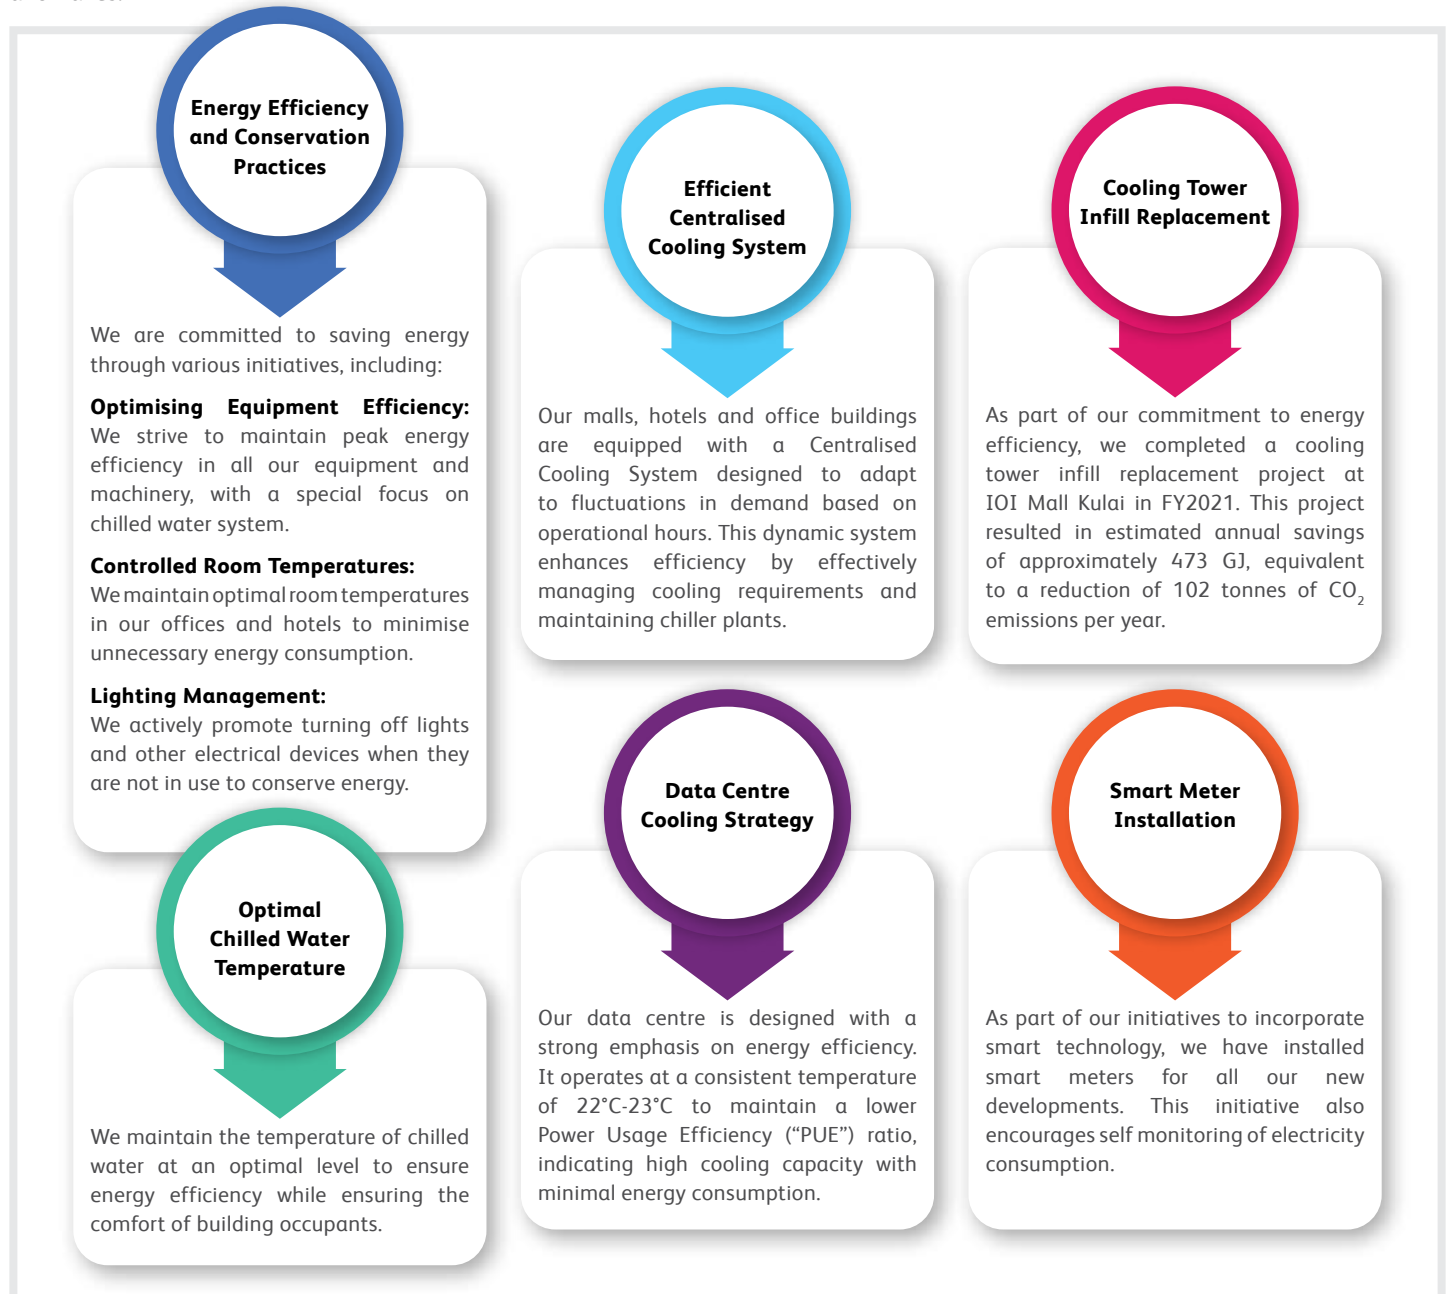 Energy Efficiency
and Conservation
Practices
We are committed to saving energy
through various initiatives, including:
Optimising Equipment Efficiency:
We strive to maintain peak energy
efficiency in all our equipment and
machinery, with a special focus on
chilled water system.
Controlled Room Temperatures:
We maintain optimal room temperatures
in our offices and hotels to minimise
unnecessary energy consumption.
Lighting Management:
We actively promote turning off lights
and other electrical devices when they
are not in use to conserve energy.
Efficient
Centralised
Cooling System
Our malls, hotels and office buildings
are equipped with a Centralised
Cooling System designed to adapt
to fluctuations in demand based on
operational hours. This dynamic system
enhances efficiency by effectively
managing cooling requirements and
maintaining chiller plants.
Cooling Tower
Infill Replacement
As part of our commitment to energy
efficiency, we completed a cooling
tower infill replacement project at
IOI Mall Kulai in FY2021. This project
resulted in estimated annual savings
of approximately 473 GJ, equivalent
to a reduction of 102 tonnes of CO₂
emissions per year.
Optimal
Chilled Water
Temperature
We maintain the temperature of chilled
water at an optimal level to ensure
energy efficiency while ensuring the
comfort of building occupants.
Data Centre
Cooling Strategy
Our data centre is designed with a
strong emphasis on energy efficiency.
It operates at a consistent temperature
of 22°C-23°C to maintain a lower
Power Usage Efficiency (“PUE”) ratio,
indicating high cooling capacity with
minimal energy consumption.
Smart Meter
Installation
As part of our initiatives to incorporate
smart technology, we have installed
smart meters for all our new
developments. This initiative also
encourages self monitoring of electricity
consumption.